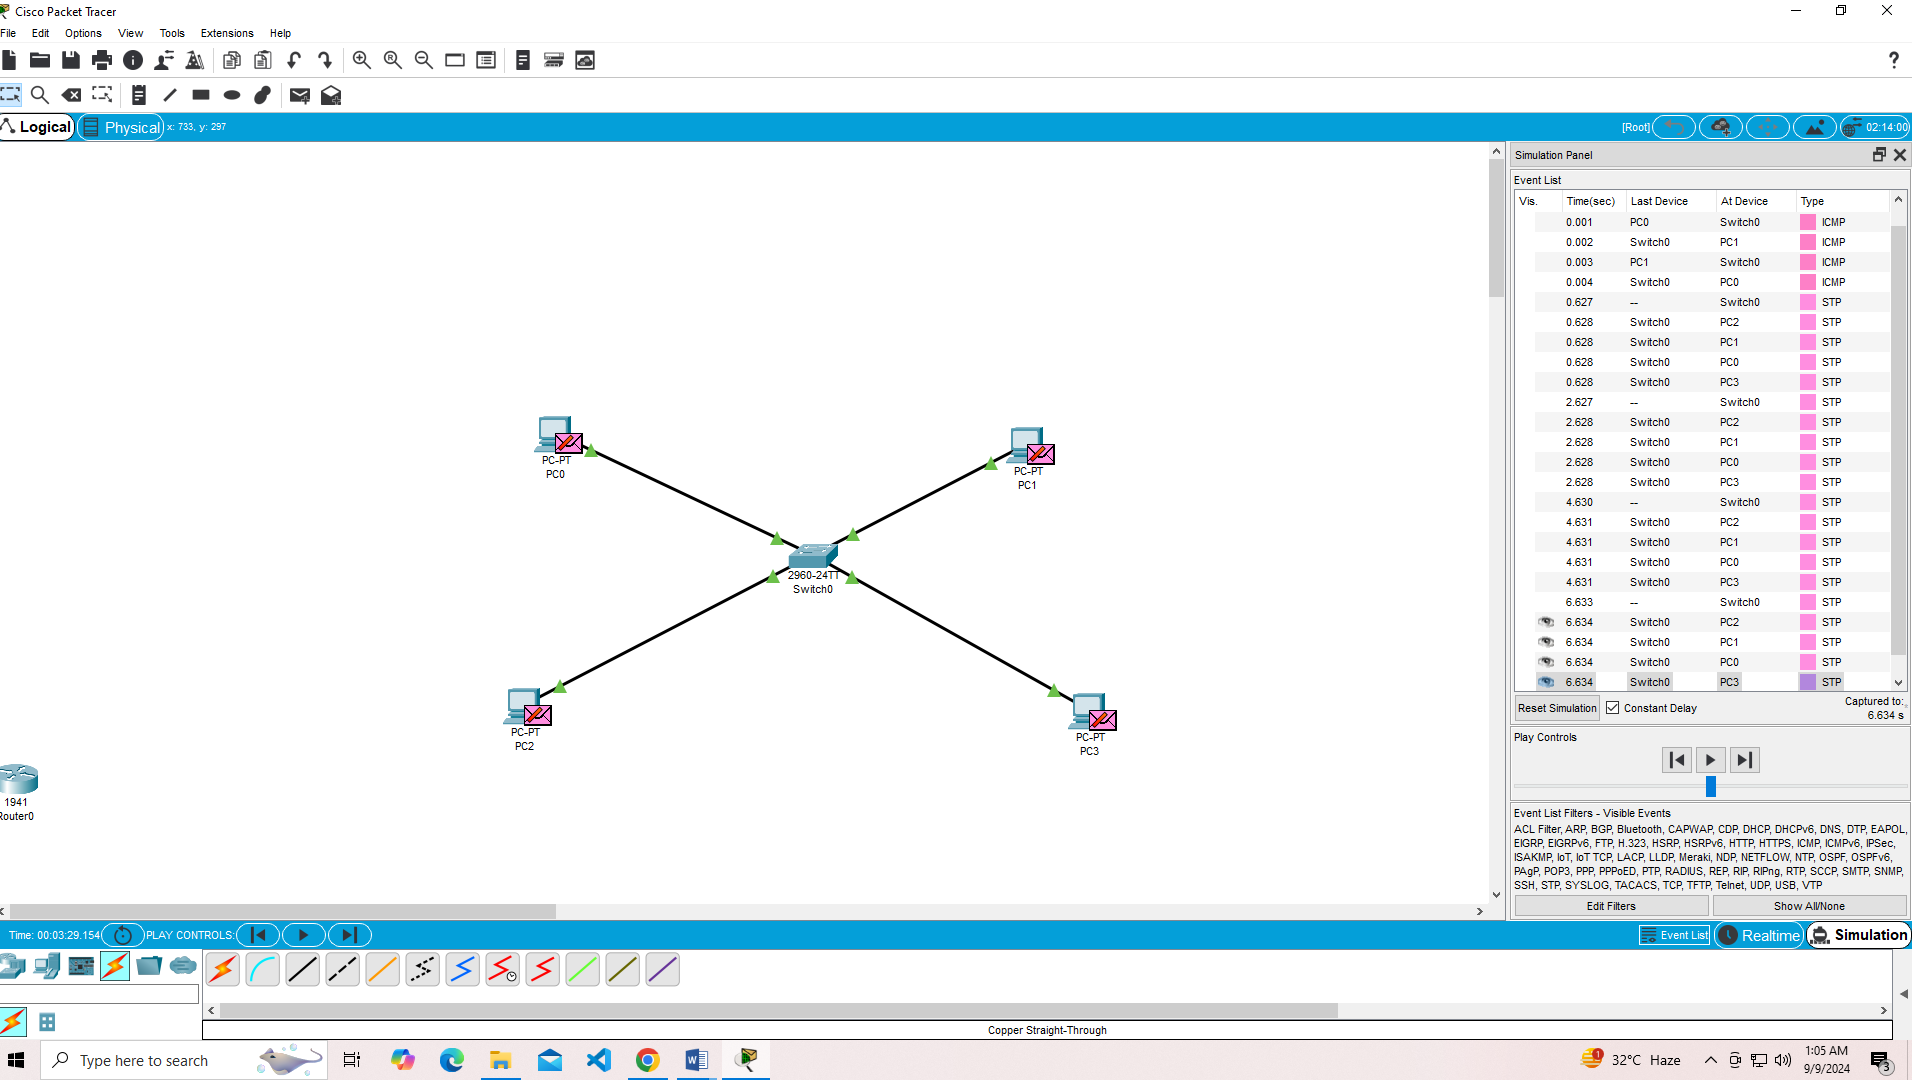 Cisco Packet Tracer
File Edit Options View Tools Extensions Help
?
Logical Physical x: 733, y: 297 [Root] 02:14:00
Simulation Panel
Event List
Vis. Time(sec) Last Device At Device Type
0.001 PC0 Switch0 ICMP
0.002 Switch0 PC1 ICMP
0.003 PC1 Switch0 ICMP
0.004 Switch0 PC0 ICMP
0.627 -- Switch0 STP
0.628 Switch0 PC2 STP
0.628 Switch0 PC1 STP
0.628 Switch0 PC0 STP
0.628 Switch0 PC3 STP
2.627 -- Switch0 STP
2.628 Switch0 PC2 STP
2.628 Switch0 PC1 STP
2.628 Switch0 PC0 STP
2.628 Switch0 PC3 STP
4.630 -- Switch0 STP
4.631 Switch0 PC2 STP
4.631 Switch0 PC1 STP
4.631 Switch0 PC0 STP
4.631 Switch0 PC3 STP
6.633 -- Switch0 STP
6.634 Switch0 PC2 STP
6.634 Switch0 PC1 STP
6.634 Switch0 PC0 STP
6.634 Switch0 PC3 STP
Reset Simulation Constant Delay Captured to:
6.634 s
Play Controls
Event List Filters - Visible Events
ACL Filter, ARP, BGP, Bluetooth, CAPWAP, CDP, DHCP, DHCPv6, DNS, DTP, EAPOL,
EIGRP, EIGRPv6, FTP, H.323, HSRP, HSRPv6, HTTP, HTTPS, ICMP, ICMPv6, IPSec,
ISAKMP, IoT, IoT TCP, LACP, LLDP, Meraki, NDP, NETFLOW, NTP, OSPF, OSPFv6,
PAgP, POP3, PPP, PPPoED, PTP, RADIUS, REP, RIP, RIPng, RTP, SCCP, SMTP, SNMP,
SSH, STP, SYSLOG, TACACS, TCP, TFTP, Telnet, UDP, USB, VTP
Edit Filters Show All/None
PC-PT
PC0
PC-PT
PC1
2960-24TT
Switch0
PC-PT
PC2
PC-PT
PC3
1941
Router0
Time: 00:03:29.154 PLAY CONTROLS: Event List Realtime Simulation
Copper Straight-Through
Type here to search
1 32°C Haze
1:05 AM
9/9/2024
3